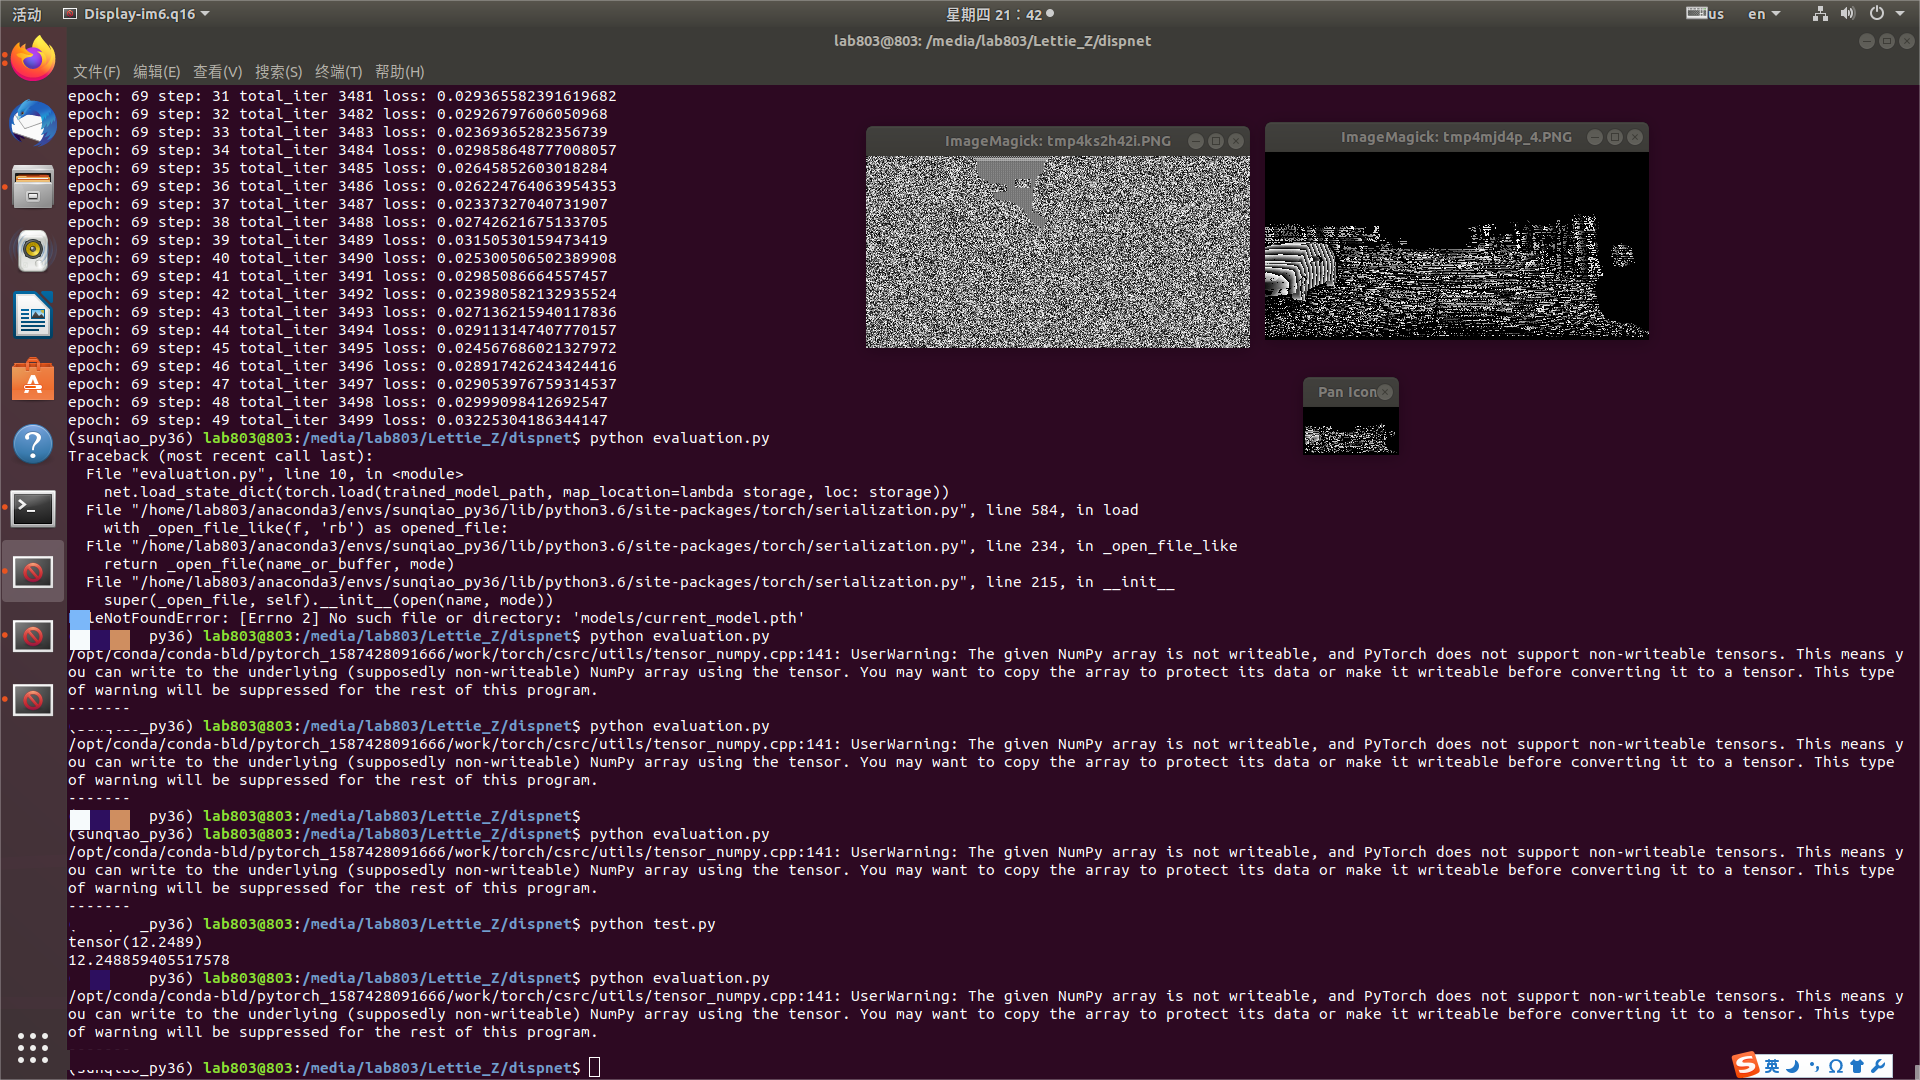 活动 Display-im6.q16 星期四 21：42 us en
lab803@803: /media/lab803/Lettie_Z/dispnet
文件(F) 编辑(E) 查看(V) 搜索(S) 终端(T) 帮助(H)
epoch: 69 step: 31 total_iter 3481 loss: 0.029365582391619682
epoch: 69 step: 32 total_iter 3482 loss: 0.02926797606050968
epoch: 69 step: 33 total_iter 3483 loss: 0.02369365282356739
epoch: 69 step: 34 total_iter 3484 loss: 0.029858648777008057
epoch: 69 step: 35 total_iter 3485 loss: 0.026458526030182​84
epoch: 69 step: 36 total_iter 3486 loss: 0.026224764063954353
epoch: 69 step: 37 total_iter 3487 loss: 0.023373270407319​07
epoch: 69 step: 38 total_iter 3488 loss: 0.027426216751337​05
epoch: 69 step: 39 total_iter 3489 loss: 0.03150530159473419
epoch: 69 step: 40 total_iter 3490 loss: 0.025300506502389908
epoch: 69 step: 41 total_iter 3491 loss: 0.02985086664557457
epoch: 69 step: 42 total_iter 3492 loss: 0.023980582132935524
epoch: 69 step: 43 total_iter 3493 loss: 0.027136215940117836
epoch: 69 step: 44 total_iter 3494 loss: 0.029113147407770157
epoch: 69 step: 45 total_iter 3495 loss: 0.024567686021327972
epoch: 69 step: 46 total_iter 3496 loss: 0.028917426243424416
epoch: 69 step: 47 total_iter 3497 loss: 0.029053976759314537
epoch: 69 step: 48 total_iter 3498 loss: 0.02999098412692547
epoch: 69 step: 49 total_iter 3499 loss: 0.03225304186344147
ImageMagick: tmp4ks2h42i.PNG
ImageMagick: tmp4mjd4p_4.PNG
Pan Icon
(sunqiao_py36) lab803@803:/media/lab803/Lettie_Z/dispnet$ python evaluation.py
Traceback (most recent call last):
File "evaluation.py", line 10, in <module>
net.load_state_dict(torch.load(trained_model_path, map_location=lambda storage, loc: storage))
File "/home/lab803/anaconda3/envs/sunqiao_py36/lib/python3.6/site-packages/torch/serialization.py", line 584, in load
with _open_file_like(f, 'rb') as opened_file:
File "/home/lab803/anaconda3/envs/sunqiao_py36/lib/python3.6/site-packages/torch/serialization.py", line 234, in _open_file_like
return _open_file(name_or_buffer, mode)
File "/home/lab803/anaconda3/envs/sunqiao_py36/lib/python3.6/site-packages/torch/serialization.py", line 215, in __init__
super(_open_file, self).__init__(open(name, mode))
leNotFoundError: [Errno 2] No such file or directory: 'models/current_model.pth'
py36) lab803@803:/media/lab803/Lettie_Z/dispnet$ python evaluation.py
/opt/conda/conda-bld/pytorch_1587428091666/work/torch/csrc/utils/tensor_numpy.cpp:141: UserWarning: The given NumPy array is not writeable, and PyTorch does not support non-writeable tensors. This means y
ou can write to the underlying (supposedly non-writeable) NumPy array using the tensor. You may want to copy the array to protect its data or make it writeable before converting it to a tensor. This type
of warning will be suppressed for the rest of this program.
-------
_py36) lab803@803:/media/lab803/Lettie_Z/dispnet$ python evaluation.py
/opt/conda/conda-bld/pytorch_1587428091666/work/torch/csrc/utils/tensor_numpy.cpp:141: UserWarning: The given NumPy array is not writeable, and PyTorch does not support non-writeable tensors. This means y
ou can write to the underlying (supposedly non-writeable) NumPy array using the tensor. You may want to copy the array to protect its data or make it writeable before converting it to a tensor. This type
of warning will be suppressed for the rest of this program.
-------
py36) lab803@803:/media/lab803/Lettie_Z/dispnet$
(sunqiao_py36) lab803@803:/media/lab803/Lettie_Z/dispnet$ python evaluation.py
/opt/conda/conda-bld/pytorch_1587428091666/work/torch/csrc/utils/tensor_numpy.cpp:141: UserWarning: The given NumPy array is not writeable, and PyTorch does not support non-writeable tensors. This means y
ou can write to the underlying (supposedly non-writeable) NumPy array using the tensor. You may want to copy the array to protect its data or make it writeable before converting it to a tensor. This type
of warning will be suppressed for the rest of this program.
-------
_py36) lab803@803:/media/lab803/Lettie_Z/dispnet$ python test.py
tensor(12.2489)
12.248859405517578
py36) lab803@803:/media/lab803/Lettie_Z/dispnet$ python evaluation.py
/opt/conda/conda-bld/pytorch_1587428091666/work/torch/csrc/utils/tensor_numpy.cpp:141: UserWarning: The given NumPy array is not writeable, and PyTorch does not support non-writeable tensors. This means y
ou can write to the underlying (supposedly non-writeable) NumPy array using the tensor. You may want to copy the array to protect its data or make it writeable before converting it to a tensor. This type
of warning will be suppressed for the rest of this program.
(sunqiao_py36) lab803@803:/media/lab803/Lettie_Z/dispnet$
英